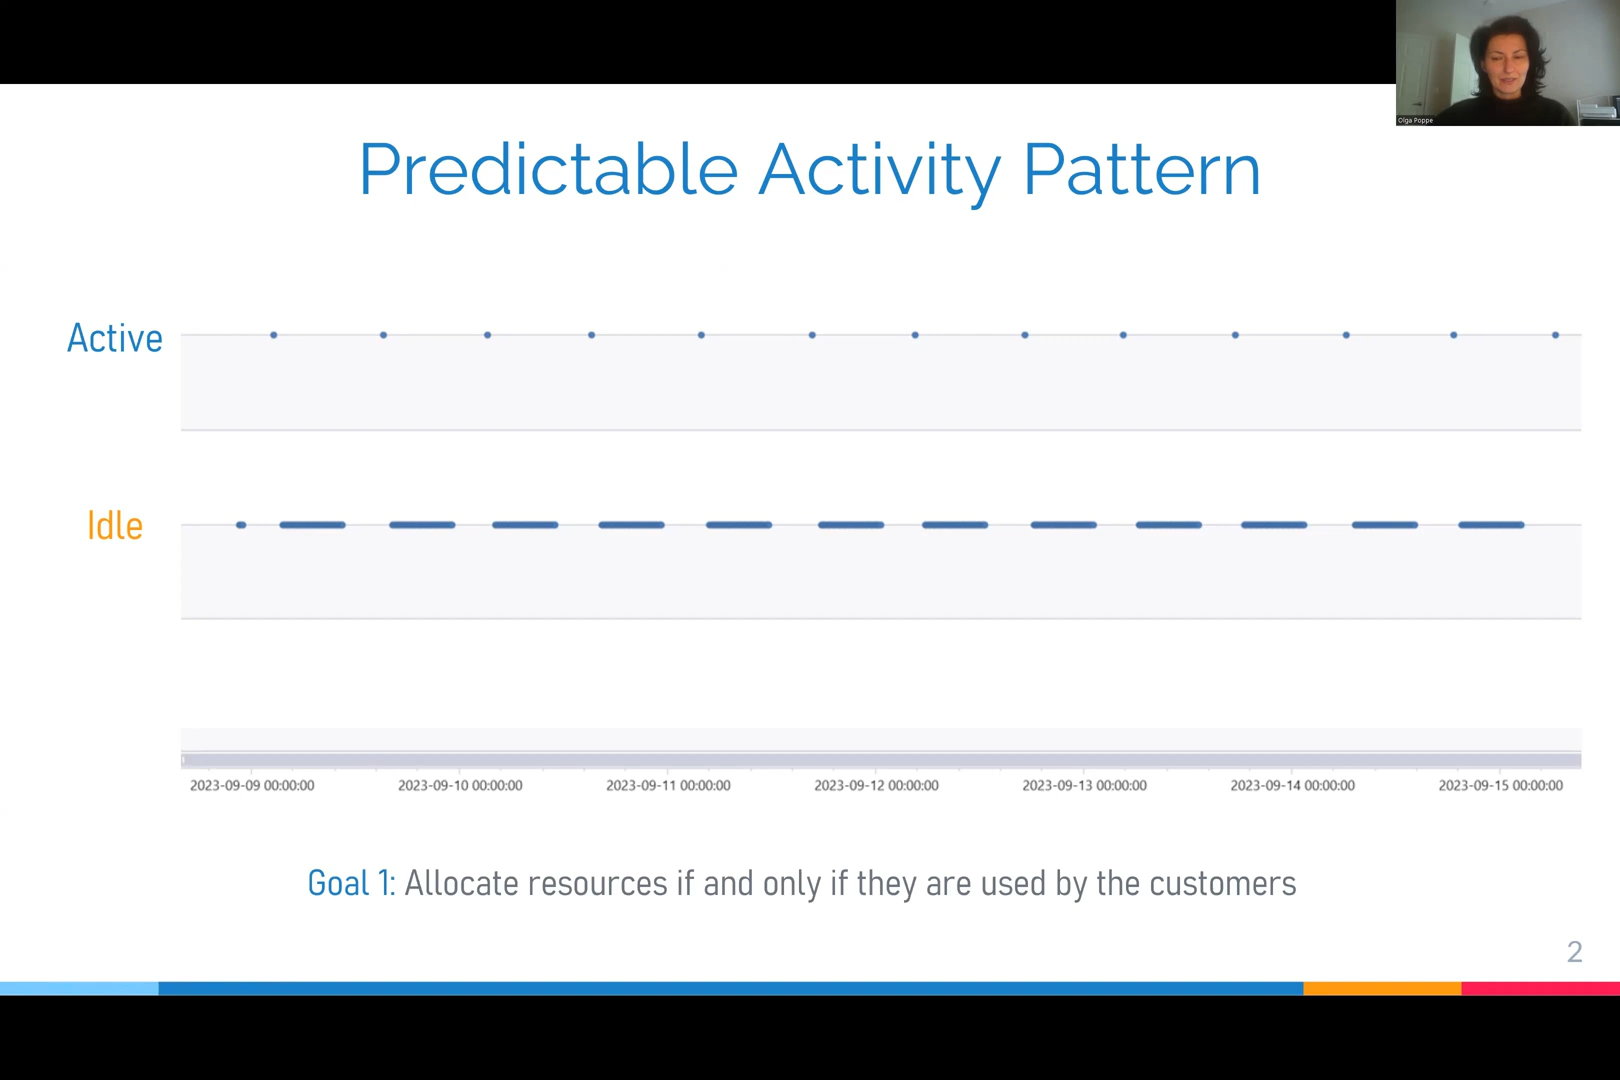 Olga Poppe
Predictable Activity Pattern
Active
Idle
2023-09-09 00:00:00 2023-09-10 00:00:00 2023-09-11 00:00:00 2023-09-12 00:00:00 2023-09-13 00:00:00 2023-09-14 00:00:00 2023-09-15 00:00:00
Goal 1: Allocate resources if and only if they are used by the customers
2